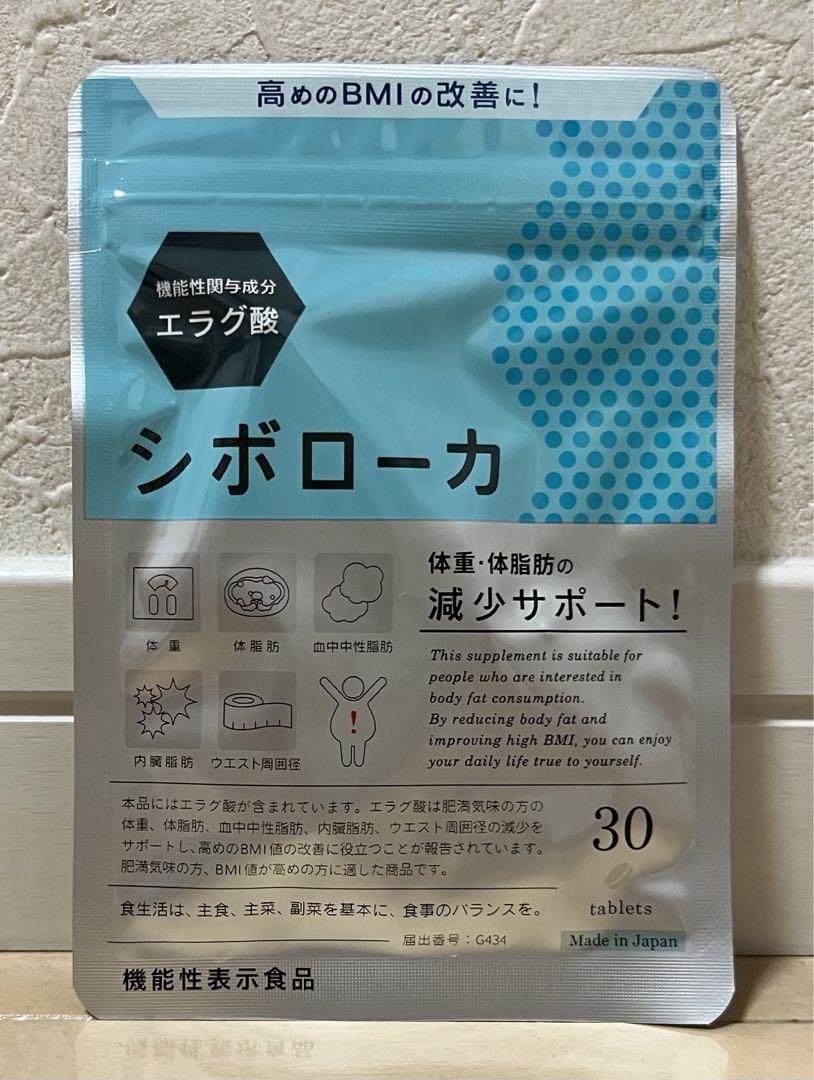 高めのBMIの改善に!
機能性関与成分
エラグ酸
シボローカ
体重
体脂肪
血中中性脂肪
内臓脂肪
ウエスト周囲径
体重・体脂肪の
減少サポート!
This supplement is suitable for
people who are interested in
body fat consumption.
By reducing body fat and
improving high BMI, you can enjoy
your daily life true to yourself.
本品にはエラグ酸が含まれています。エラグ酸は肥満気味の方の
体重、体脂肪、血中中性脂肪、内臓脂肪、ウエスト周囲径の減少を
サポートし、高めのBMI値の改善に役立つことが報告されています。
肥満気味の方、BMI値が高めの方に適した商品です。
30
tablets
食生活は、主食、主菜、副菜を基本に、食事のバランスを。
届出番号:G434
Made in Japan
機能性表示食品